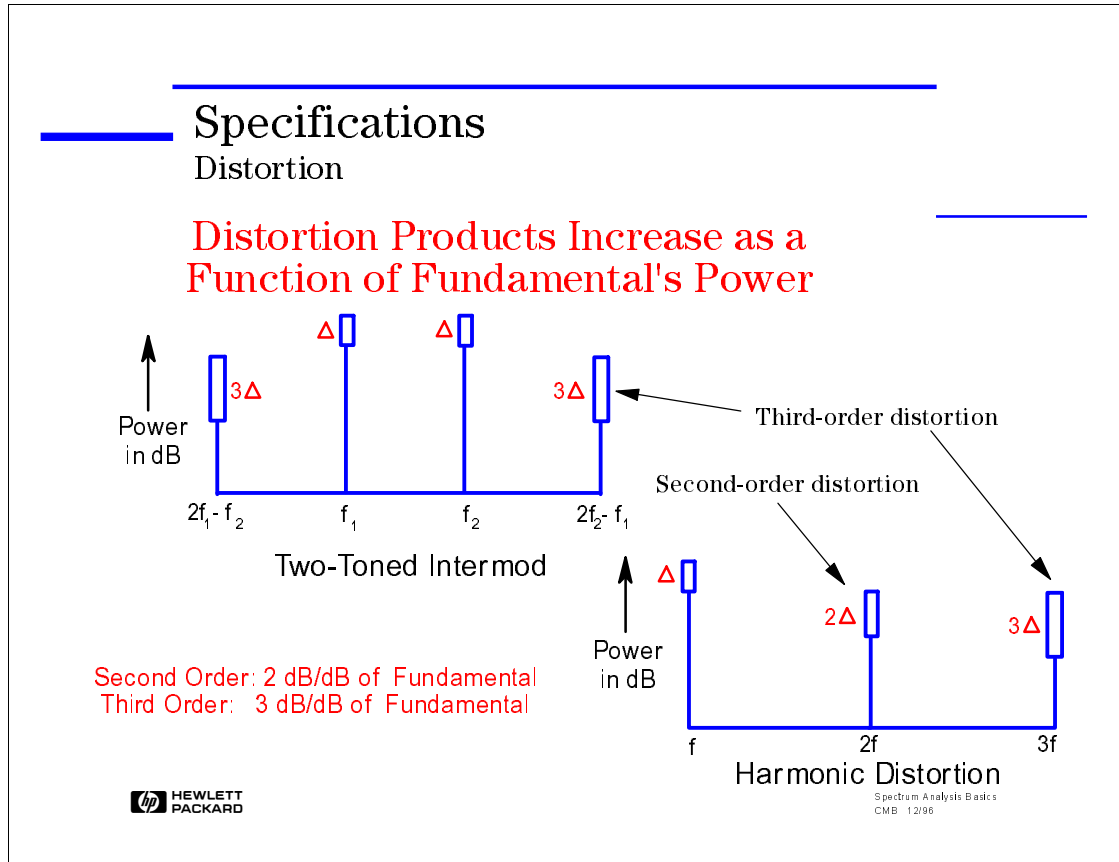 Specifications
Distortion
Distortion Products Increase as a
Function of Fundamental's Power
Δ
Δ
3Δ
3Δ
Power
in dB
Third-order distortion
Second-order distortion
2f₁- f₂
f₁
f₂
2f₂- f₁
Two-Toned Intermod
Δ
2Δ
3Δ
Power
in dB
Second Order: 2 dB/dB of Fundamental
Third Order: 3 dB/dB of Fundamental
f
2f
3f
Harmonic Distortion
hp HEWLETT
PACKARD
Spectrum Analysis Basics
CMB 12/96